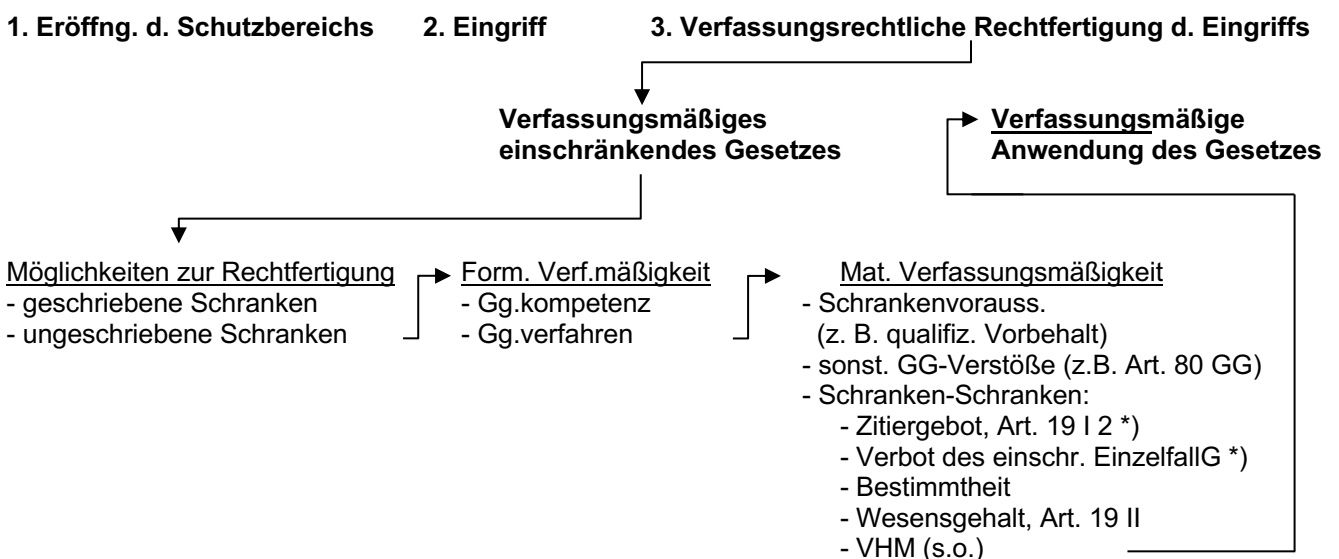 1. Eröffng. d. Schutzbereichs 2. Eingriff 3. Verfassungsrechtliche Rechtfertigung d. Eingriffs
Verfassungsmäßiges
einschränkendes Gesetzes
Verfassungsmäßige
Anwendung des Gesetzes
Möglichkeiten zur Rechtfertigung
- geschriebene Schranken
- ungeschriebene Schranken
Form. Verf.mäßigkeit
- Gg.kompetenz
- Gg.verfahren
Mat. Verfassungsmäßigkeit
- Schrankenvorauss.
(z. B. qualifiz. Vorbehalt)
- sonst. GG-Verstöße (z.B. Art. 80 GG)
- Schranken-Schranken:
- Zitiergebot, Art. 19 I 2 *)
- Verbot des einschr. EinzelfallG *)
- Bestimmtheit
- Wesensgehalt, Art. 19 II
- VHM (s.o.)